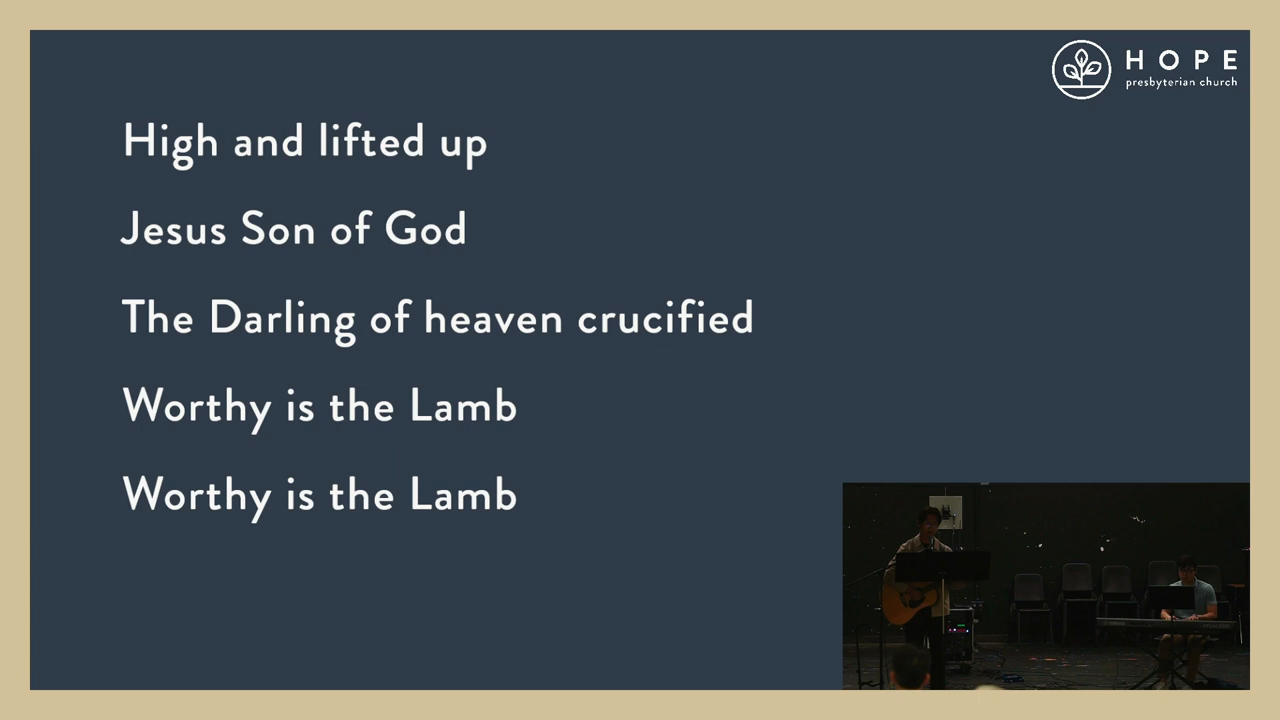 HOPE
presbyterian church
High and lifted up
Jesus Son of God
The Darling of heaven crucified
Worthy is the Lamb
Worthy is the Lamb